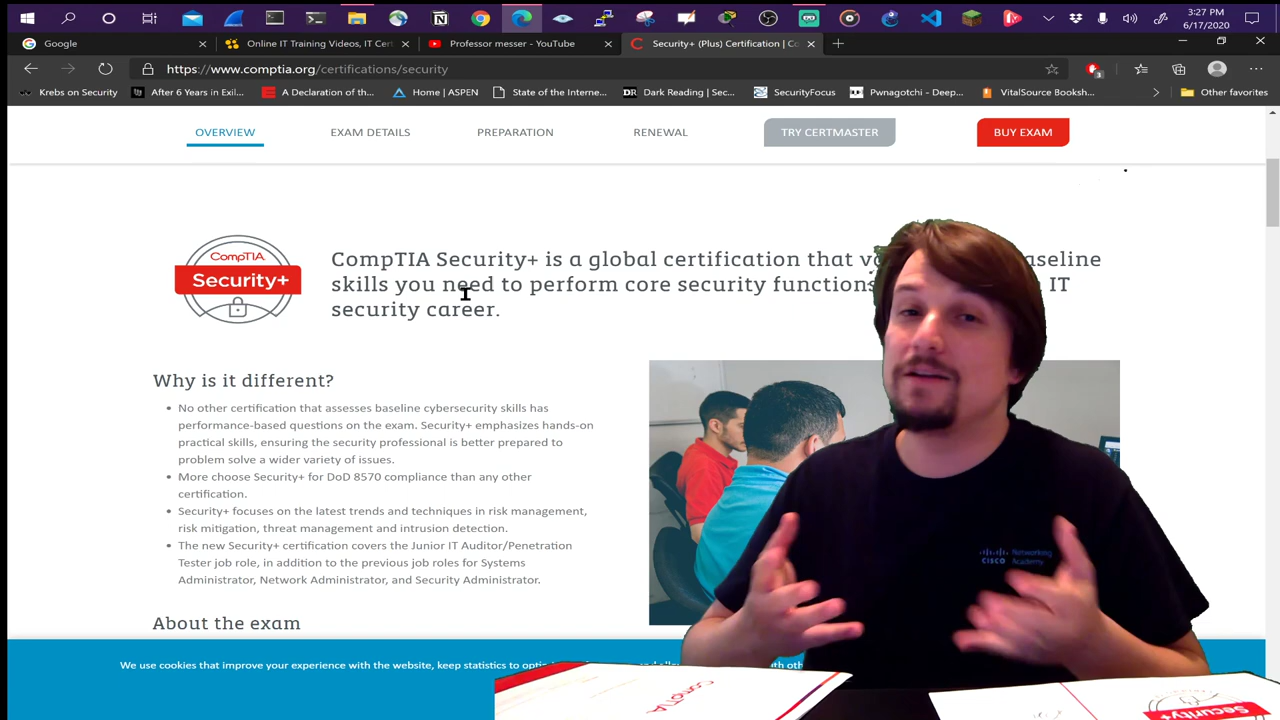 3:27 PM
6/17/2020
Google
Online IT Training Videos, IT Cert
Professor messer - YouTube
Security+ (Plus) Certification | Co
https://www.comptia.org/certifications/security
3
Krebs on Security
After 6 Years in Exil...
A Declaration of th...
Home | ASPEN
State of the Interne...
DR Dark Reading | Sec...
SecurityFocus
Pwnagotchi - Deep...
VitalSource Booksh...
Other favorites
OVERVIEW
EXAM DETAILS
PREPARATION
RENEWAL
TRY CERTMASTER
BUY EXAM
CompTIA
Security+
CompTIA Security+ is a global certification that aseline
skills you need to perform core security functions IT
security career.
Why is it different?
• No other certification that assesses baseline cybersecurity skills has
performance-based questions on the exam. Security+ emphasizes hands-on
practical skills, ensuring the security professional is better prepared to
problem solve a wider variety of issues.
• More choose Security+ for DoD 8570 compliance than any other
certification.
• Security+ focuses on the latest trends and techniques in risk management,
risk mitigation, threat management and intrusion detection.
• The new Security+ certification covers the Junior IT Auditor/Penetration
Tester job role, in addition to the previous job roles for Systems
Administrator, Network Administrator, and Security Administrator.
About the exam
We use cookies that improve your experience with the website, keep statistics to
CISCO
Networking
Academy
CompTIA
Security+